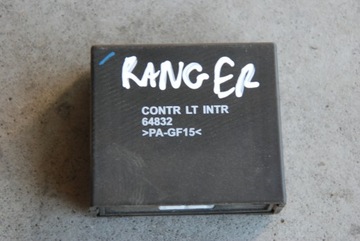 RANGER
CONTR LT INTR
64832
>PA-GF15<